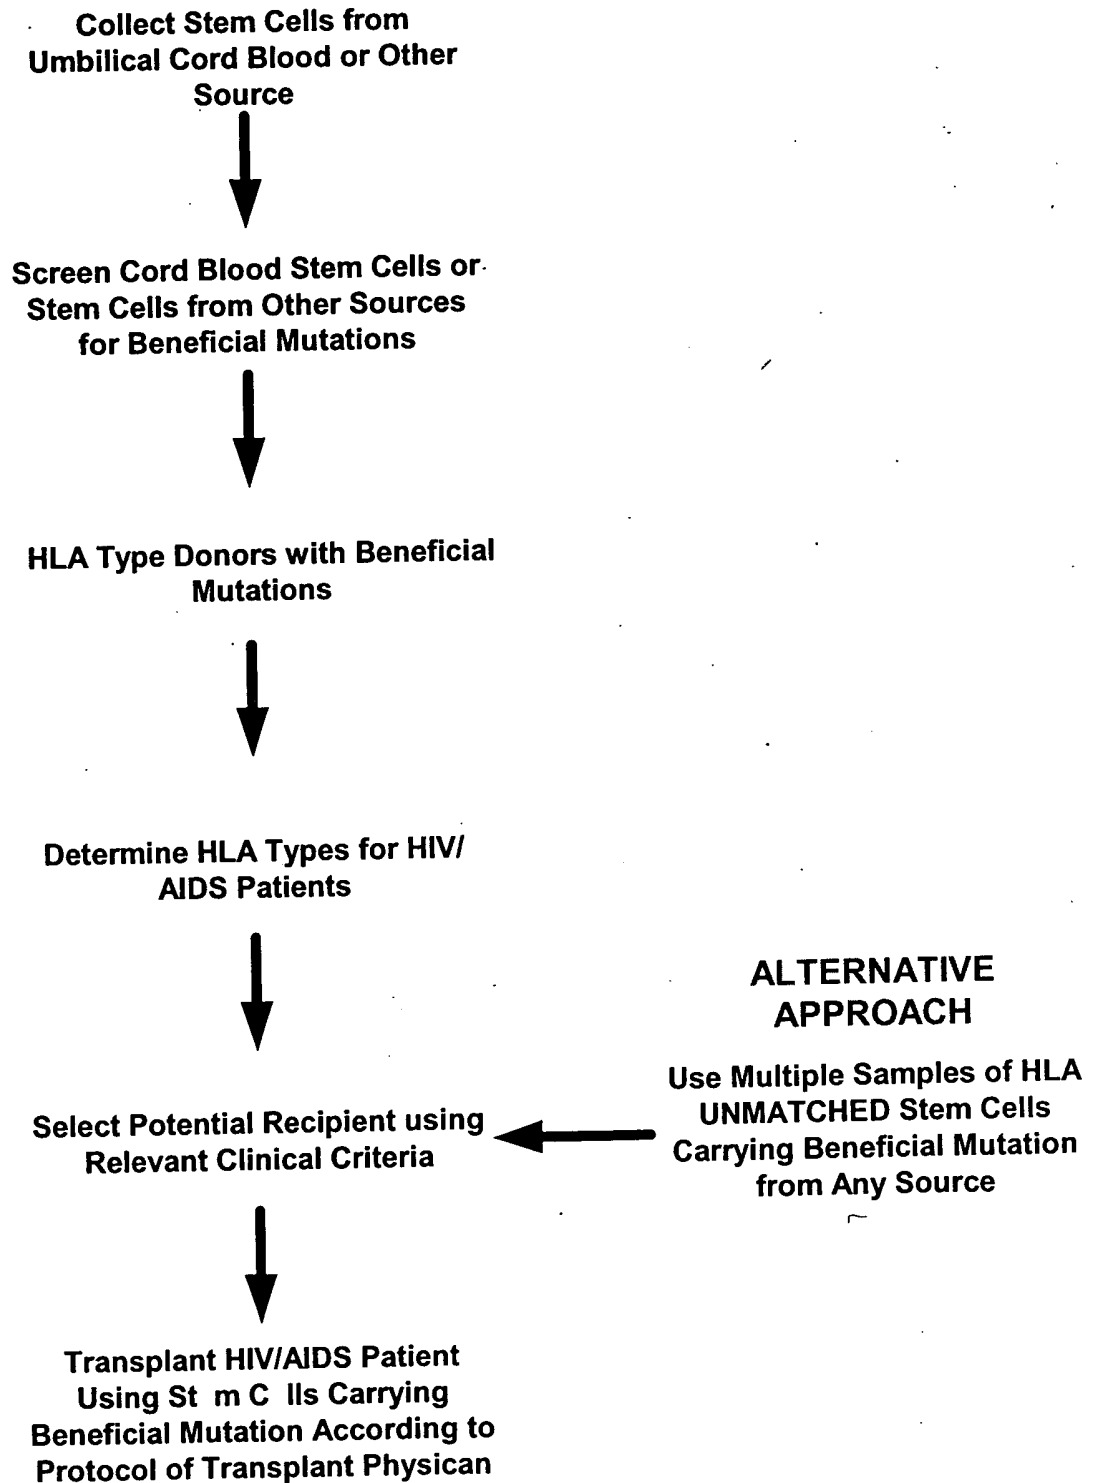 Collect Stem Cells from
Umbilical Cord Blood or Other
Source
Screen Cord Blood Stem Cells or
Stem Cells from Other Sources
for Beneficial Mutations
HLA Type Donors with Beneficial
Mutations
Determine HLA Types for HIV/
AIDS Patients
ALTERNATIVE
APPROACH
Use Multiple Samples of HLA
UNMATCHED Stem Cells
Carrying Beneficial Mutation
from Any Source
Select Potential Recipient using
Relevant Clinical Criteria
Transplant HIV/AIDS Patient
Using St m C lls Carrying
Beneficial Mutation According to
Protocol of Transplant Physican